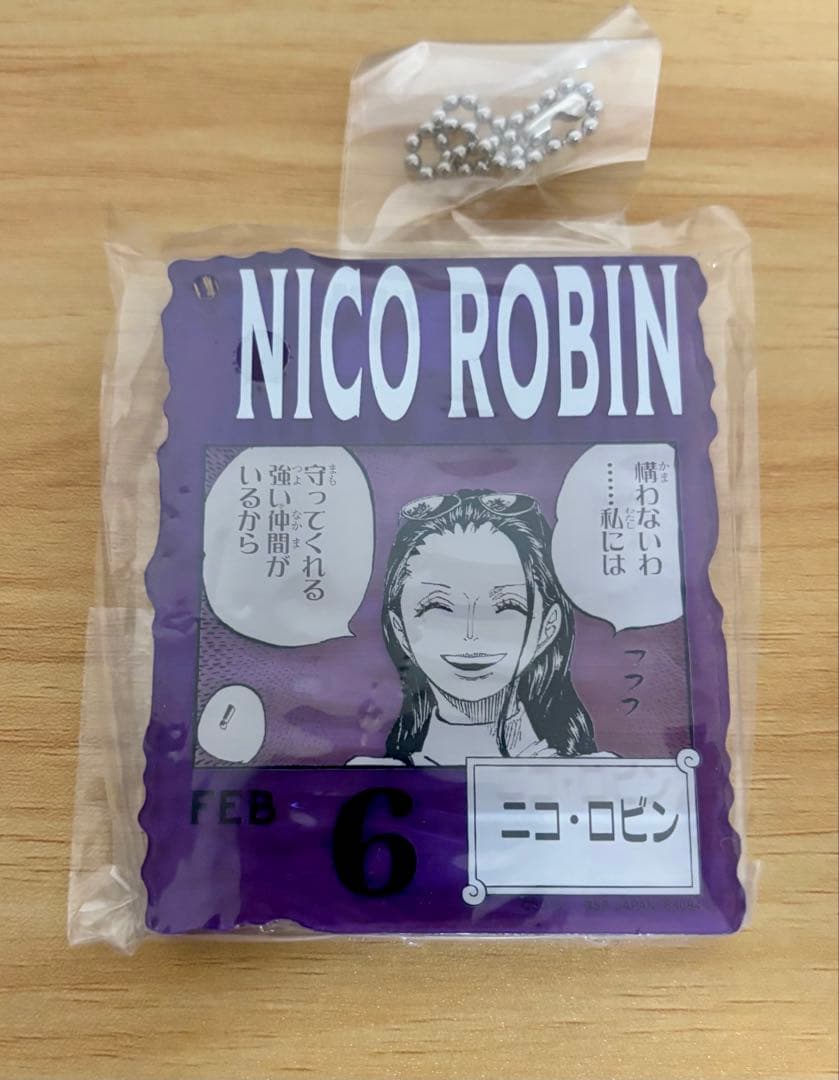 NICO ROBIN
構わないわ
……私には
守ってくれる
強い仲間が
いるから
フフフ
!
FEB 6
ニコ・ロビン